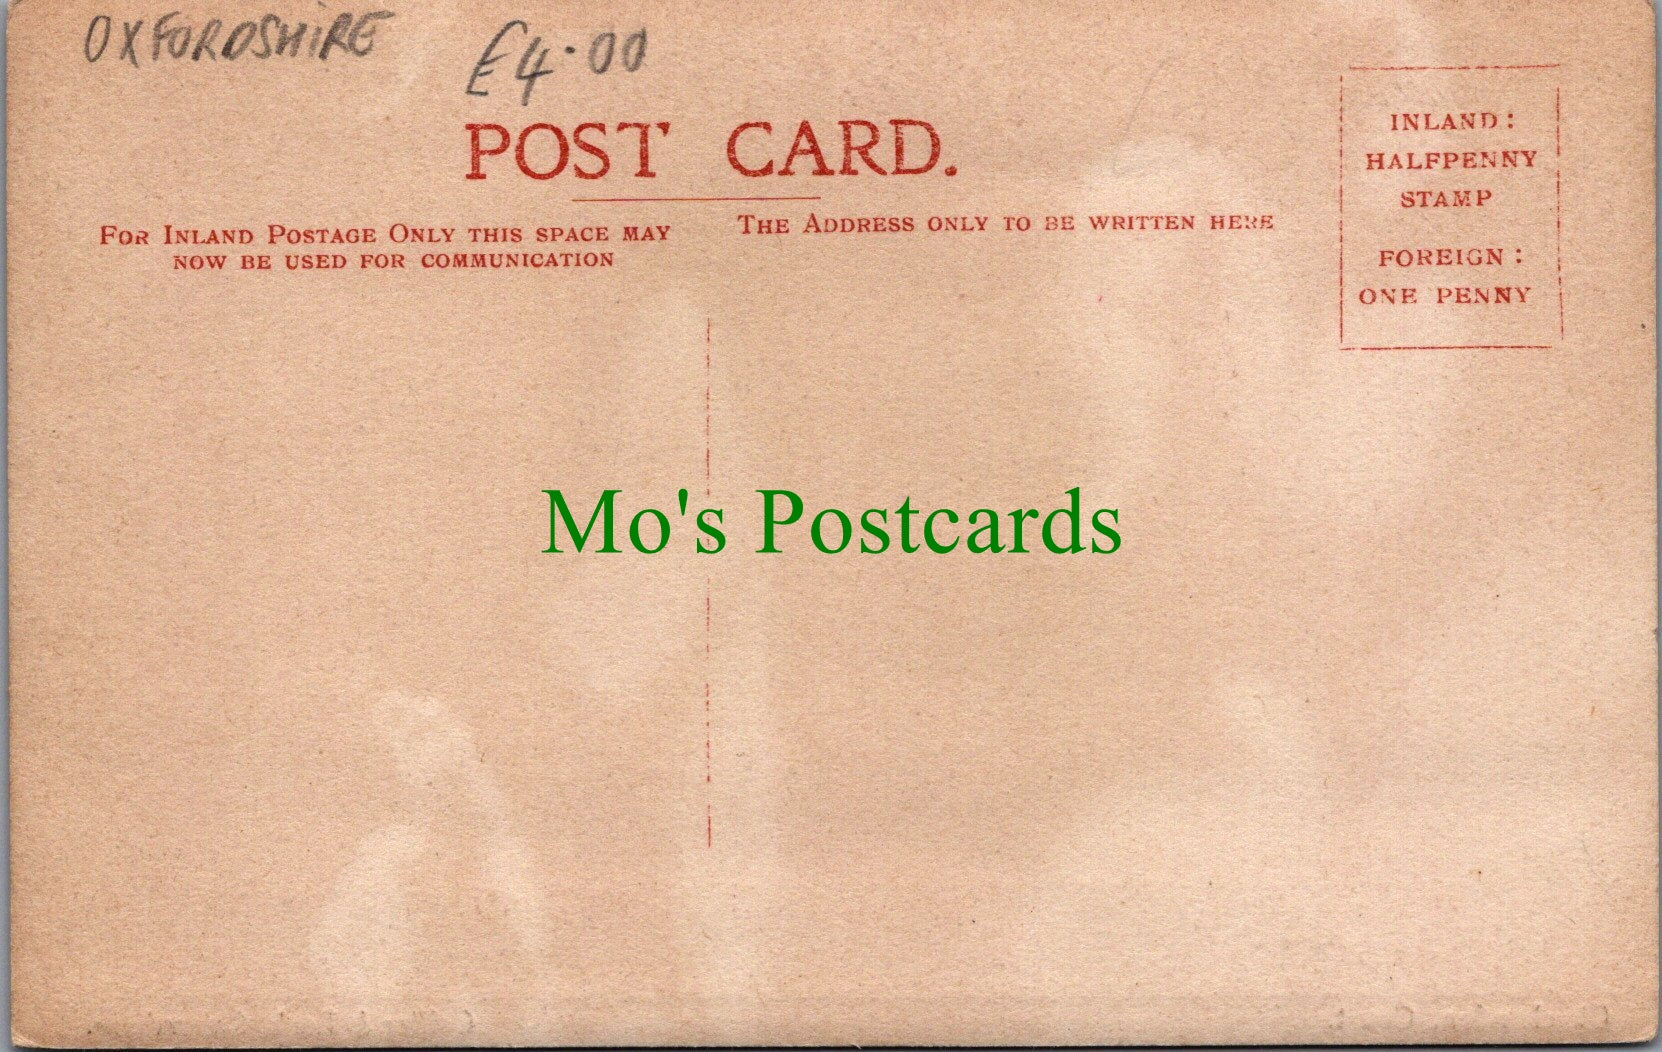 OXFORDSHIRE £4.00
POST CARD.
FOR INLAND POSTAGE ONLY THIS SPACE MAY
NOW BE USED FOR COMMUNICATION
THE ADDRESS ONLY TO BE WRITTEN HERE
INLAND:
HALFPENNY
STAMP
FOREIGN:
ONE PENNY
Mo's Postcards